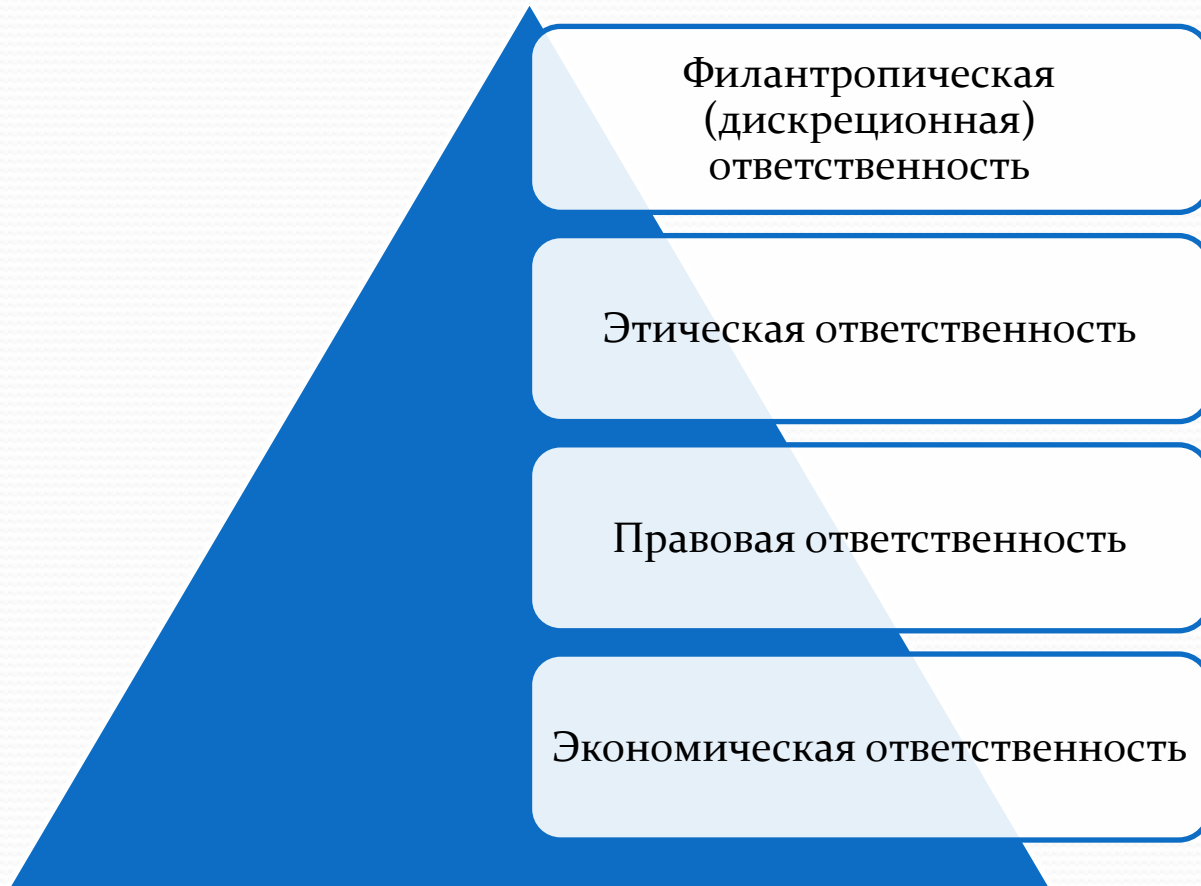 Филантропическая
(дискреционная)
ответственность
Этическая ответственность
Правовая ответственность
Экономическая ответственность